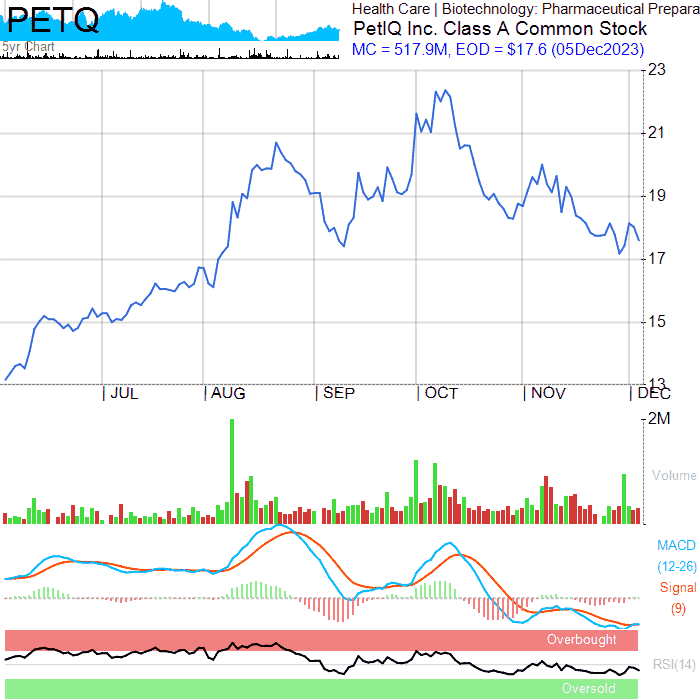 PETQ
5yr Chart
Health Care | Biotechnology: Pharmaceutical Prepara
PetIQ Inc. Class A Common Stock
MC = 517.9M, EOD = $17.6 (05Dec2023)
23
21
19
17
15
13
| JUL | AUG | SEP | OCT | NOV | DEC
2M
Volume
MACD
(12-26)
Signal
(9)
Overbought
RSI(14)
Oversold